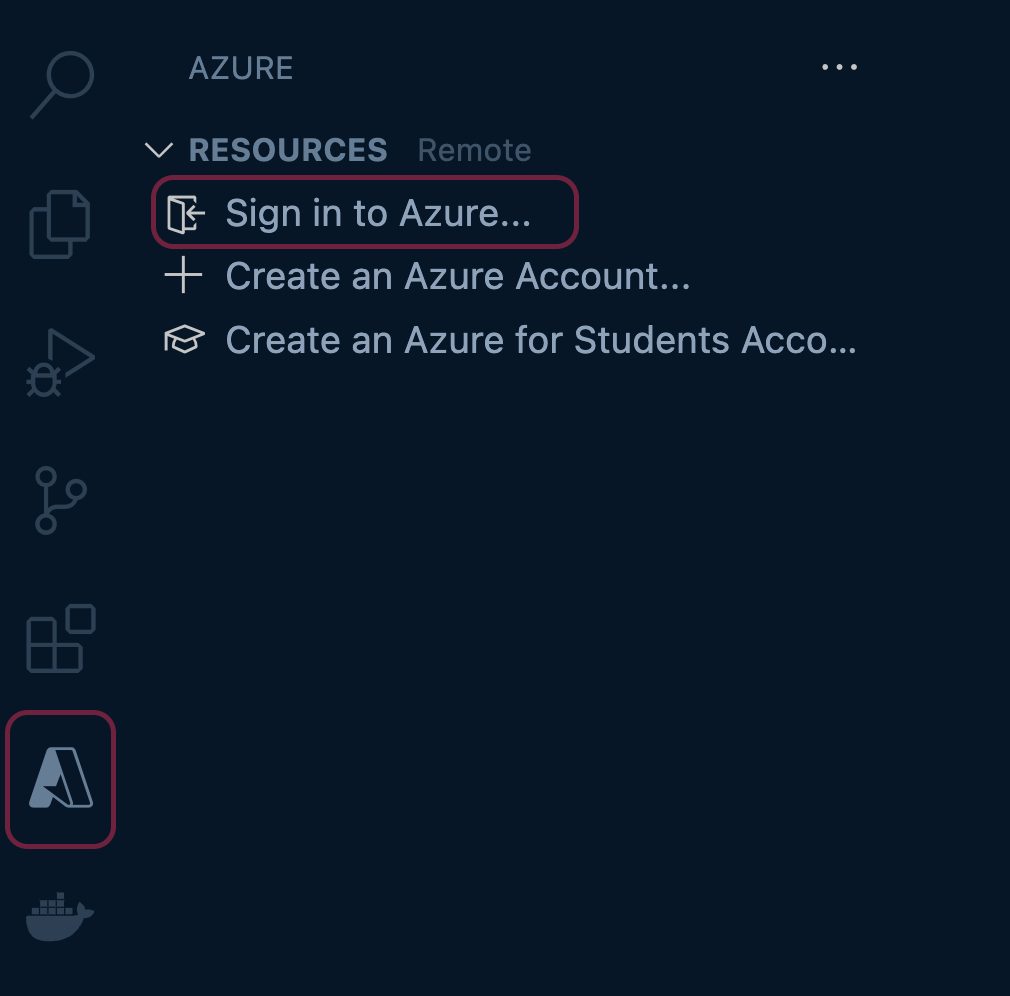 AZURE
RESOURCES Remote
Sign in to Azure...
Create an Azure Account...
Create an Azure for Students Acco...